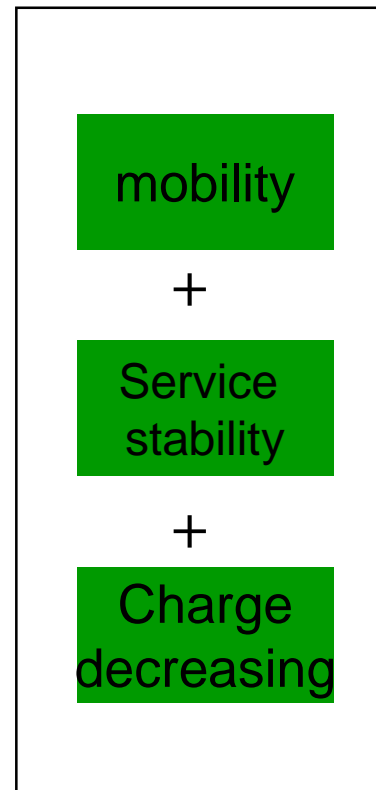 mobility
+
Service
stability
+
Charge
decreasing